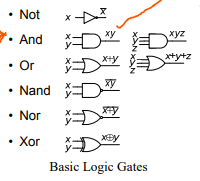 • Not x x̅
• And x y xy x y z xyz
• Or x y x+y x y z x+y+z
• Nand x y x̅y̅
• Nor x y x̅+̅y̅
• Xor x y x⊕y
Basic Logic Gates